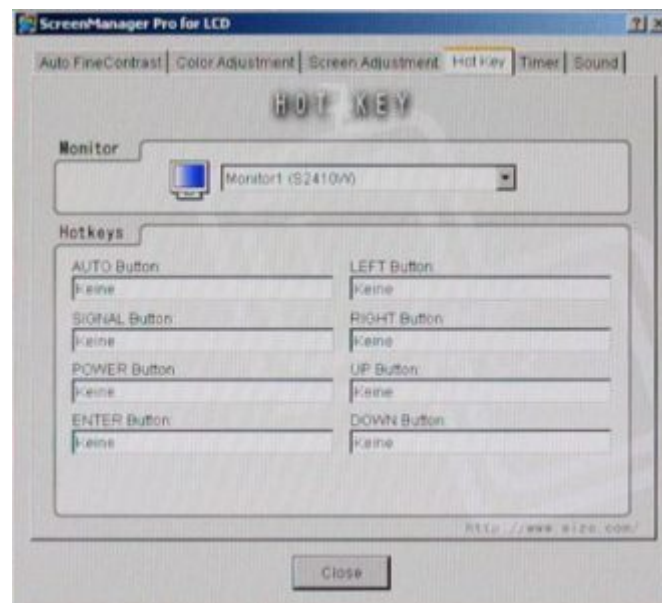 ScreenManager Pro for LCD
Auto FineContrast Color Adjustment Screen Adjustment Hot Key Timer Sound
HOT KEY
Monitor
Monitor1 (S2410W)
Hotkeys
AUTO Button
LEFT Button
Keine
Keine
SIGNAL Button
RIGHT Button
Keine
Keine
POWER Button
UP Button
Keine
Keine
ENTER Button
DOWN Button
Keine
Keine
http://www.eizo.com/
Close